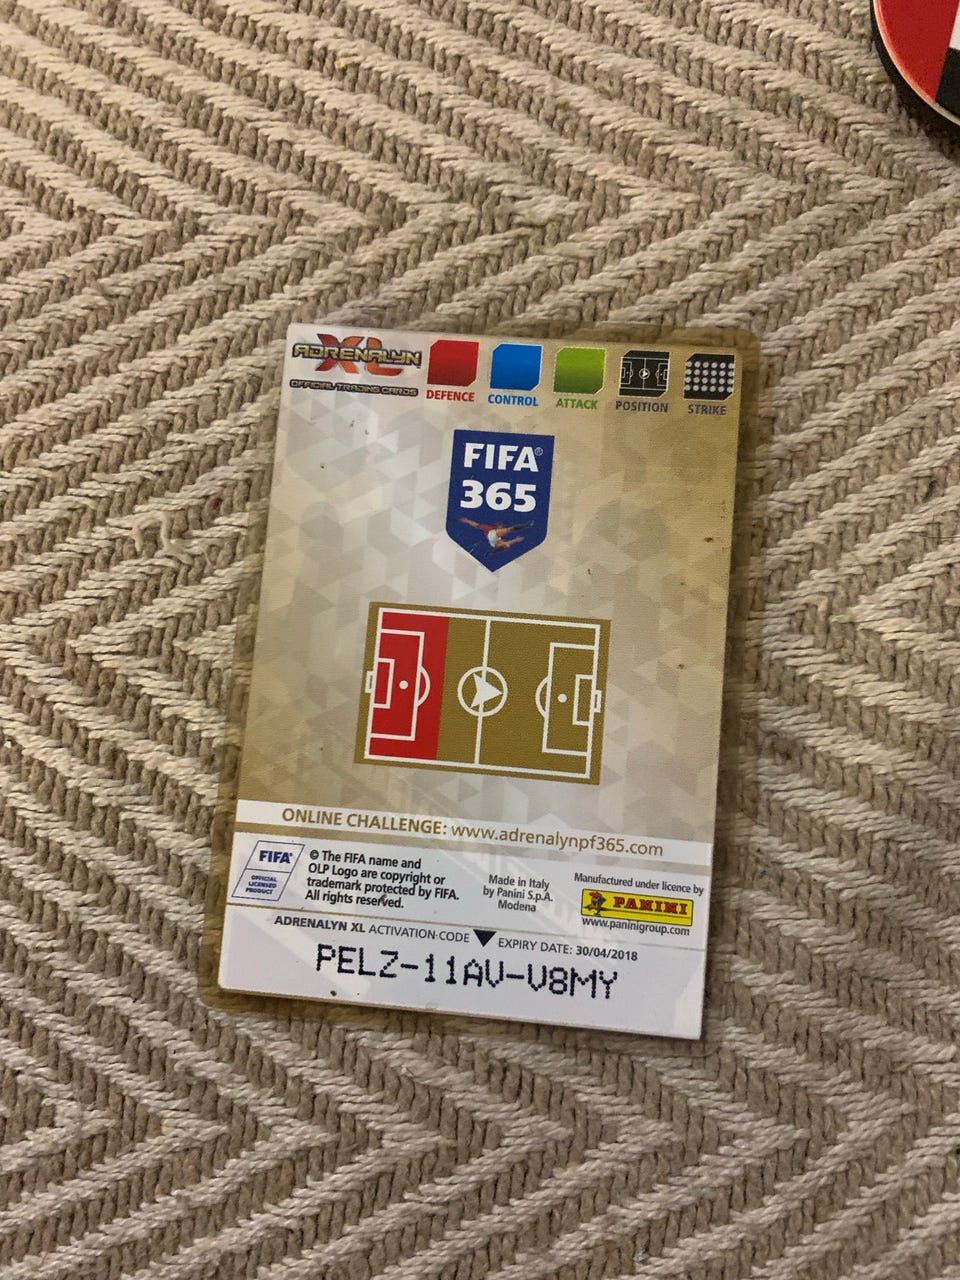 ADRENALYN XL
OFFICIAL TRADING CARDS
DEFENCE CONTROL ATTACK POSITION STRIKE
FIFA®
365
ONLINE CHALLENGE: www.adrenalynpf365.com
FIFA®
OFFICIAL
LICENSED
PRODUCT
© The FIFA name and
OLP Logo are copyright or
trademark protected by FIFA.
All rights reserved.
Made in Italy
by Panini S.p.A.
Modena
Manufactured under licence by
PANINI
www.paninigroup.com
ADRENALYN XL ACTIVATION CODE EXPIRY DATE: 30/04/2018
PELZ-11AV-V8MY